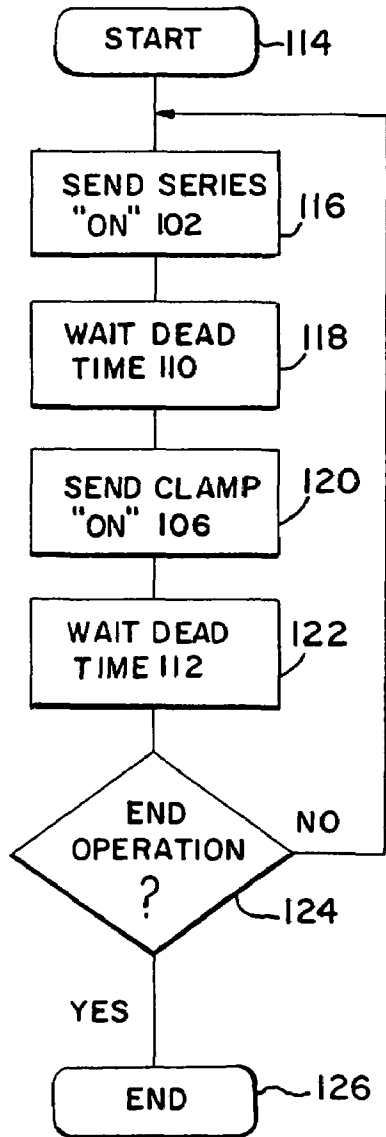 START
114
SEND SERIES
"ON" 102
116
WAIT DEAD
TIME 110
118
SEND CLAMP
"ON" 106
120
WAIT DEAD
TIME 112
122
END
OPERATION
?
NO
124
YES
END
126